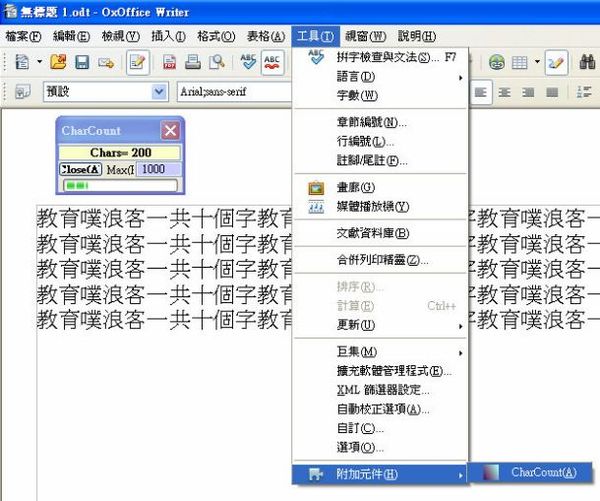 無標題 1.odt - OxOffice Writer
檔案(F) 編輯(E) 檢視(V) 插入(I) 格式(O) 表格(A) 工具(T) 視窗(W) 說明(H)
預設 Arial;sans-serif
CharCount
Chars= 200
Close(A Max(I 1000
教育噗浪客一共十個字教育 教育噗浪客一
教育噗浪客一共十個字教育 教育噗浪客一
教育噗浪客一共十個字教育 教育噗浪客一
教育噗浪客一共十個字教育 教育噗浪客一
教育噗浪客一共十個字教育 教育噗浪客一
拼字檢查與文法(S)... F7
語言(D)
字數(W)
章節編號(N)...
行編號(L)...
註腳/尾註(F)...
畫廊(G)
媒體播放機(Y)
文獻資料庫(B)
合併列印精靈(Z)...
排序(R)...
計算(E) Ctrl++
更新(U)
巨集(M)
擴充軟體管理程式(E)...
XML 篩選器設定...
自動校正選項(A)...
自訂(C)...
選項(O)...
附加元件(H)
CharCount(A)